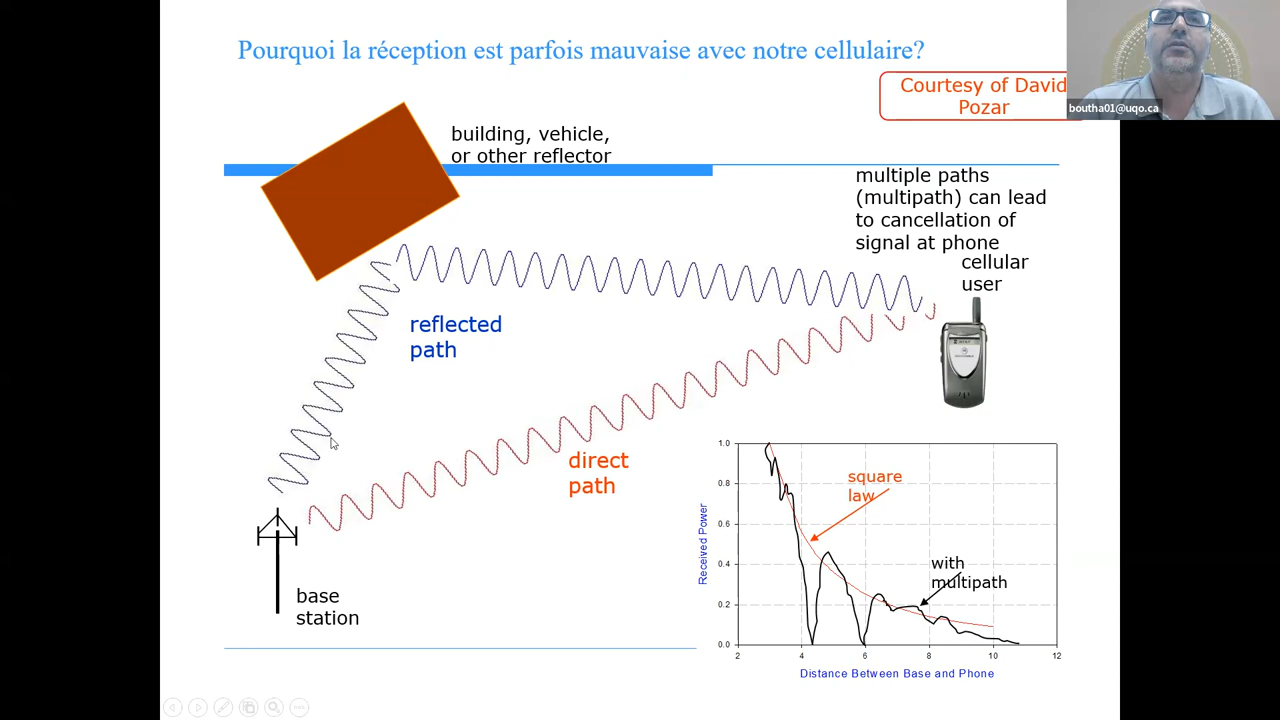 Pourquoi la réception est parfois mauvaise avec notre cellulaire?
Courtesy of David
Pozar
boutha01@uqo.ca
building, vehicle,
or other reflector
multiple paths
(multipath) can lead
to cancellation of
signal at phone
cellular
user
reflected
path
direct
path
base
station
square
law
with
multipath
Received Power
1.0
0.8
0.6
0.4
0.2
0.0
2
4
6
8
10
12
Distance Between Base and Phone